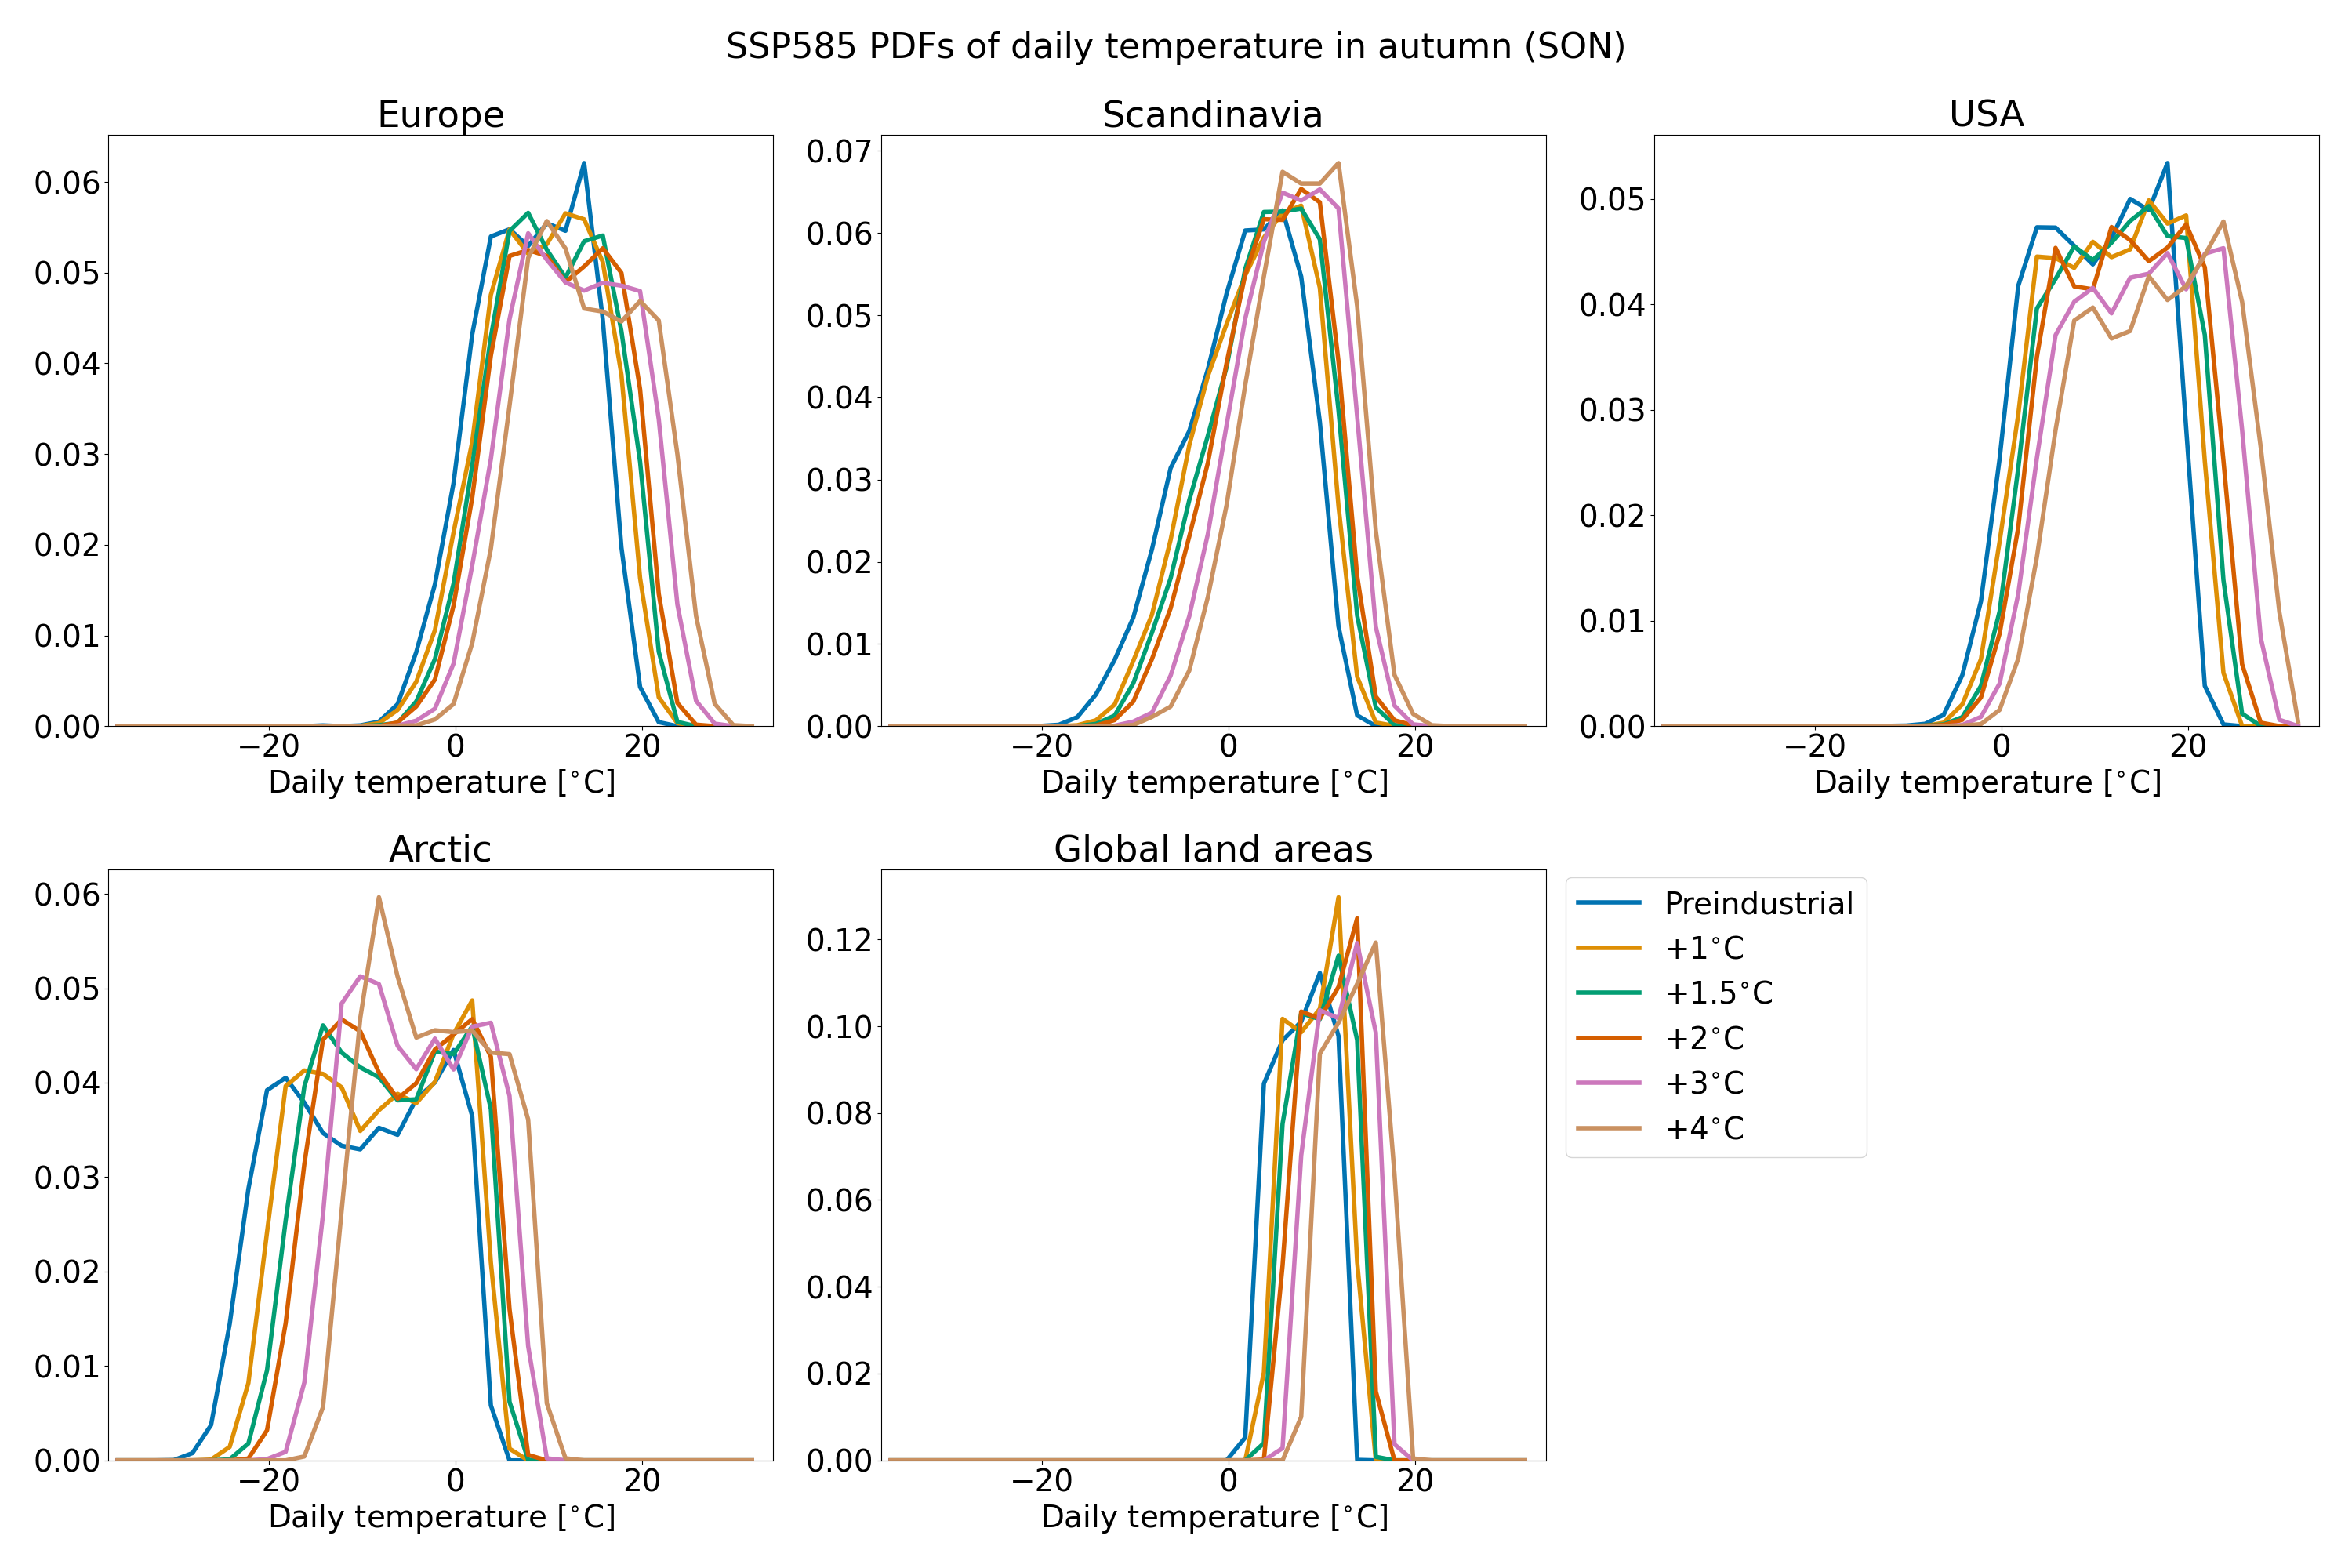 SSP585 PDFs of daily temperature in autumn (SON)
Europe
0.06
0.05
0.04
0.03
0.02
0.01
0.00
−20 0 20
Daily temperature [°C]
Scandinavia
0.07
0.06
0.05
0.04
0.03
0.02
0.01
0.00
−20 0 20
Daily temperature [°C]
USA
0.05
0.04
0.03
0.02
0.01
0.00
−20 0 20
Daily temperature [°C]
Arctic
0.06
0.05
0.04
0.03
0.02
0.01
0.00
−20 0 20
Daily temperature [°C]
Global land areas
0.12
0.10
0.08
0.06
0.04
0.02
0.00
−20 0 20
Daily temperature [°C]
Preindustrial
+1°C
+1.5°C
+2°C
+3°C
+4°C